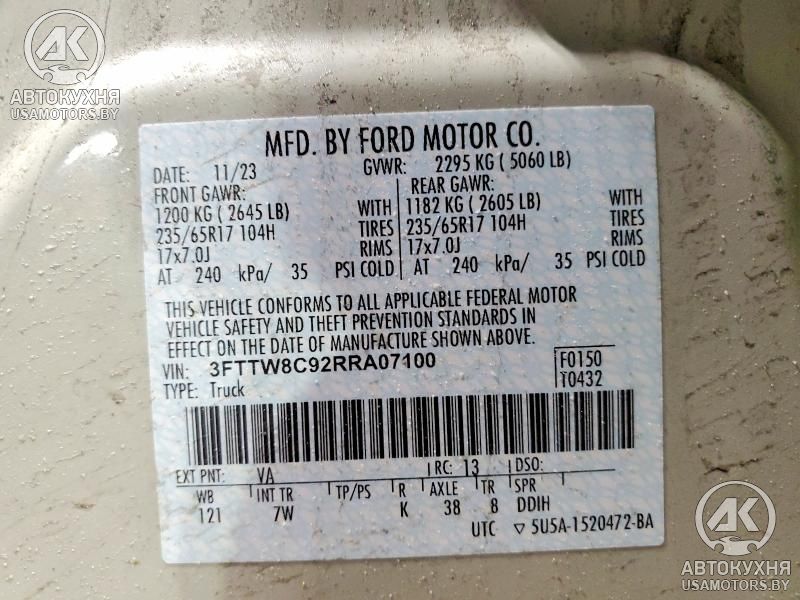 АК
АВТОКУХНЯ
USAMOTORS.BY
MFD. BY FORD MOTOR CO.
DATE: 11/23 GVWR: 2295 KG ( 5060 LB)
FRONT GAWR: REAR GAWR:
1200 KG ( 2645 LB) WITH 1182 KG ( 2605 LB) WITH
235/65R17 104H TIRES 235/65R17 104H TIRES
17x7.0J RIMS 17x7.0J RIMS
AT 240 kPa/ 35 PSI COLD AT 240 kPa/ 35 PSI COLD
THIS VEHICLE CONFORMS TO ALL APPLICABLE FEDERAL MOTOR
VEHICLE SAFETY AND THEFT PREVENTION STANDARDS IN
EFFECT ON THE DATE OF MANUFACTURE SHOWN ABOVE.
VIN: 3FTTW8C92RRA07100 F0150
TYPE: Truck T0432
EXT PNT: VA RC: 13 DSO:
WB INT TR TP/PS R AXLE TR SPR
121 7W K 38 8 DDIH
UTC ▽ 5U5A-1520472-BA
АК
АВТОКУХНЯ
USAMOTORS.BY